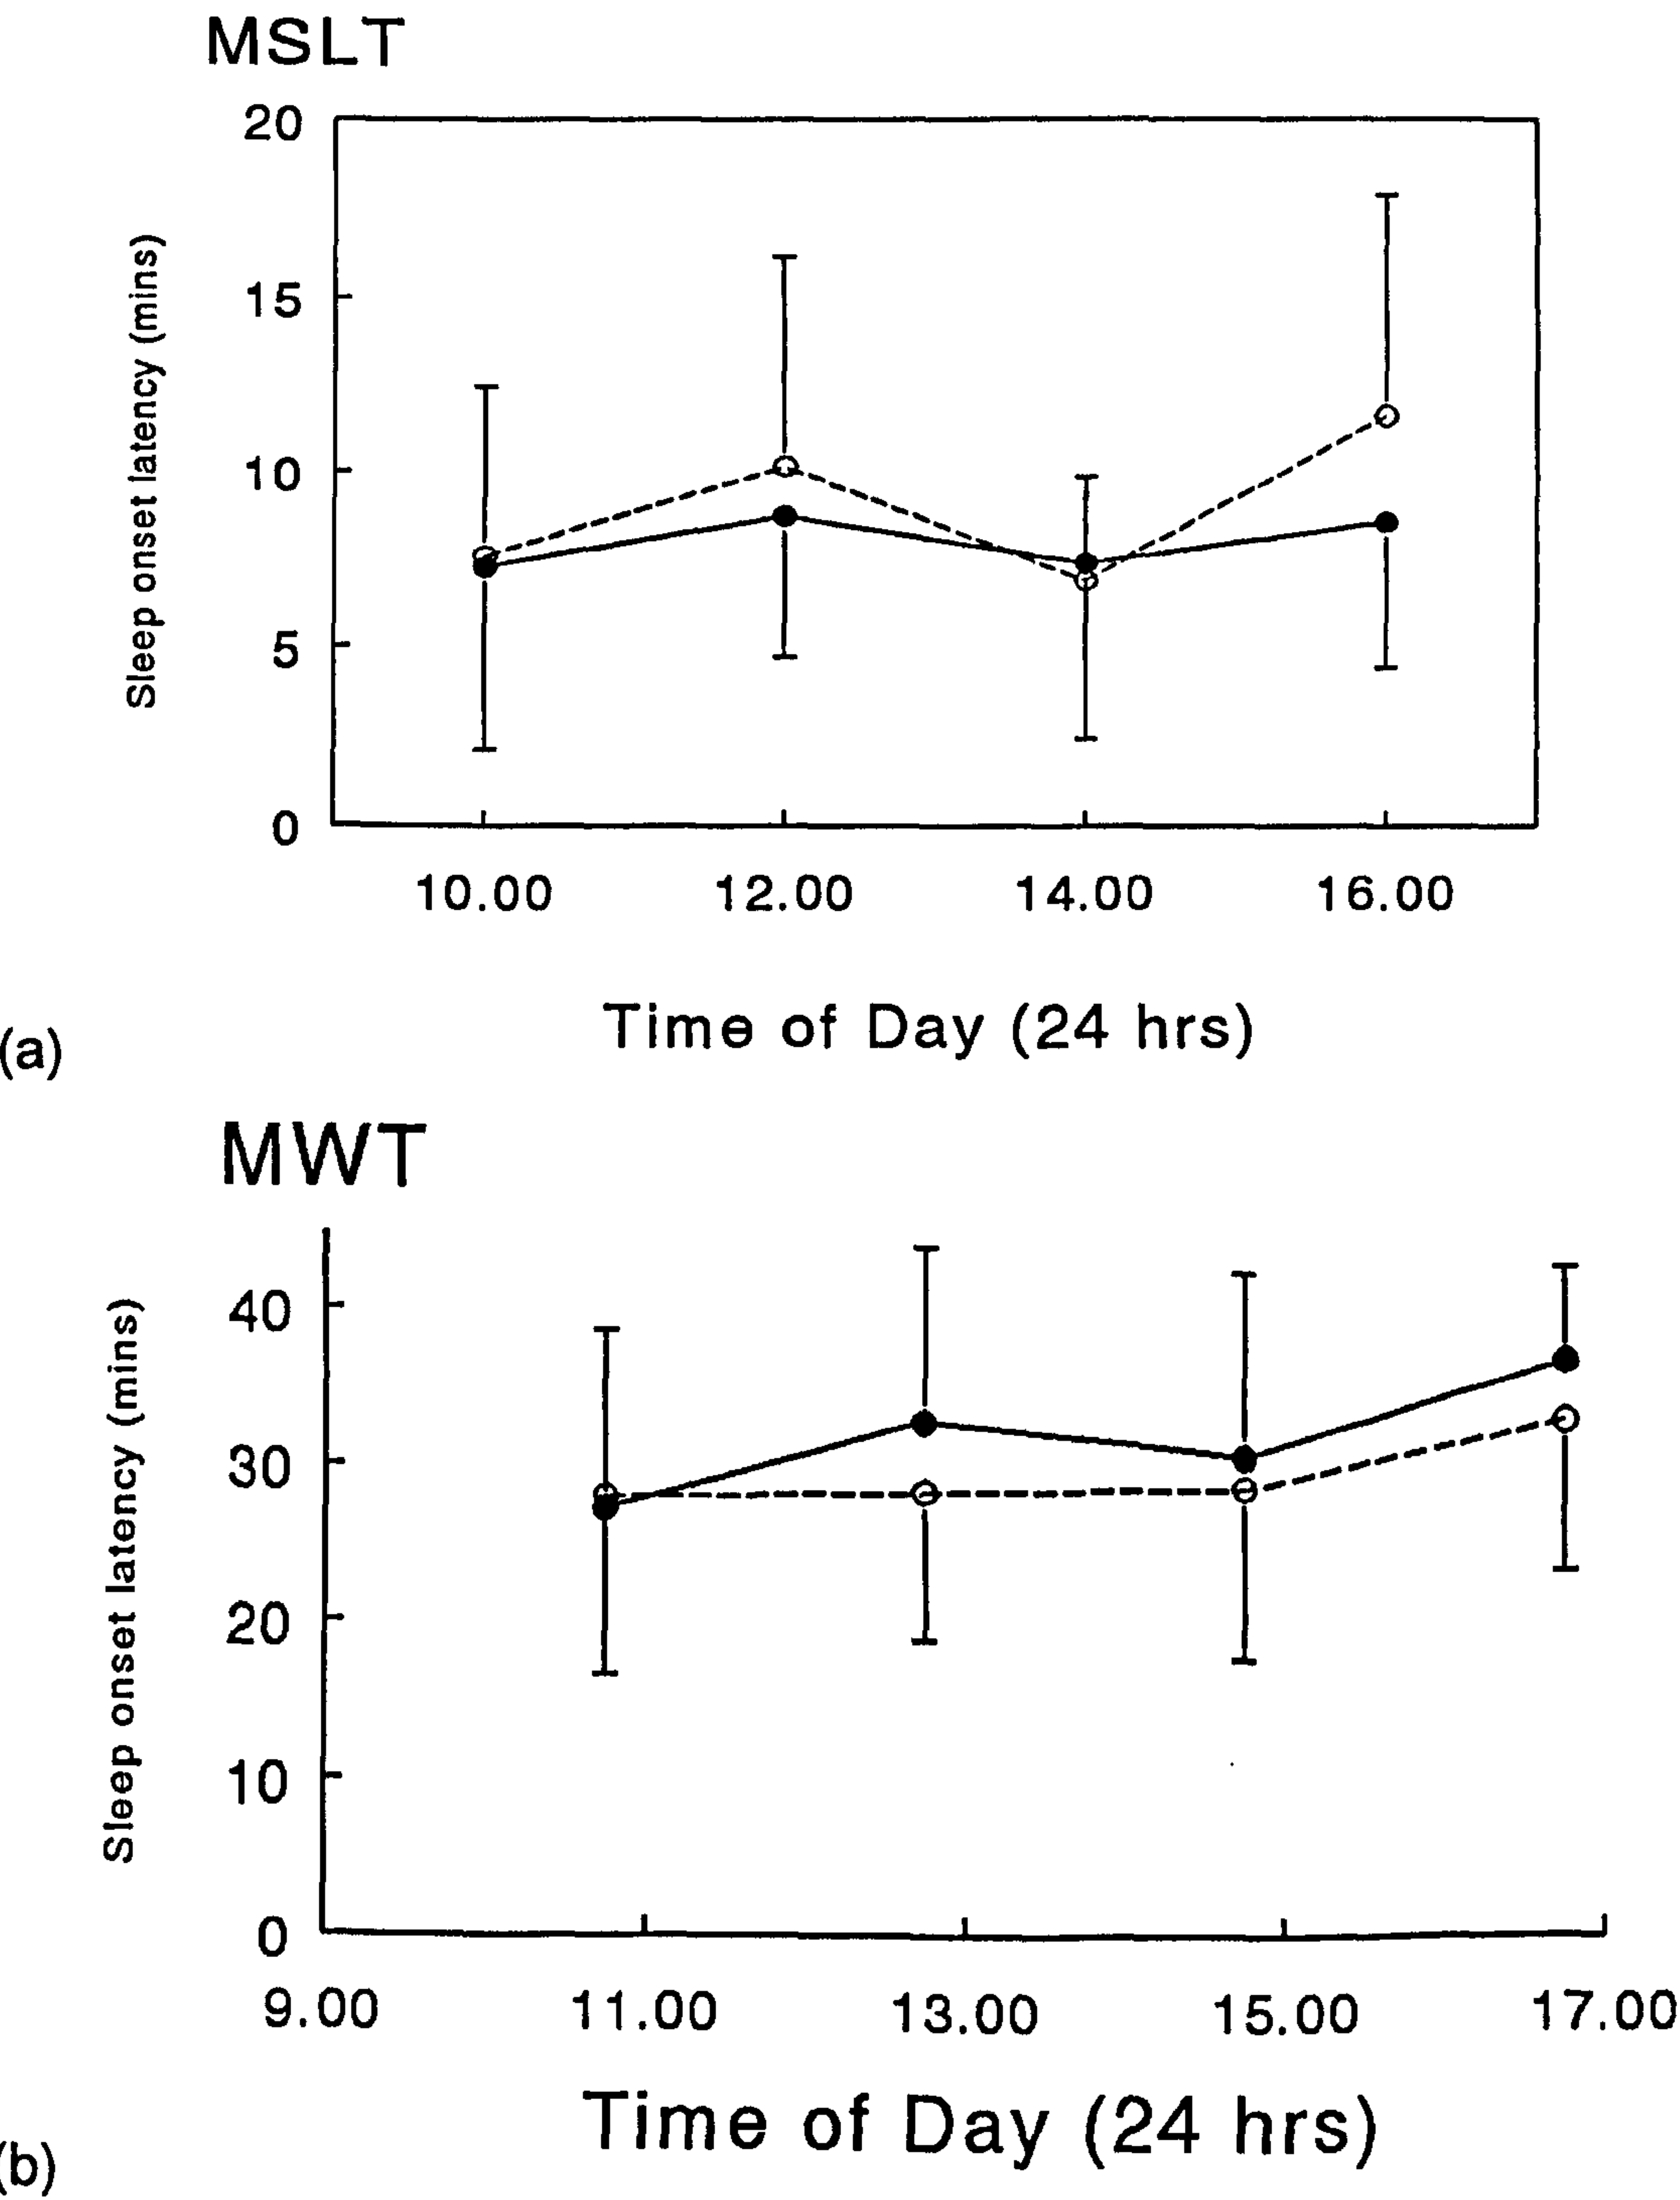 MSLT
20
15
10
5
0
Sleep onset latency (mins)
10.00 12.00 14.00 16.00
Time of Day (24 hrs)
(a)
MWT
40
30
20
10
0
Sleep onset latency (mins)
9.00 11.00 13.00 15.00 17.00
Time of Day (24 hrs)
(b)